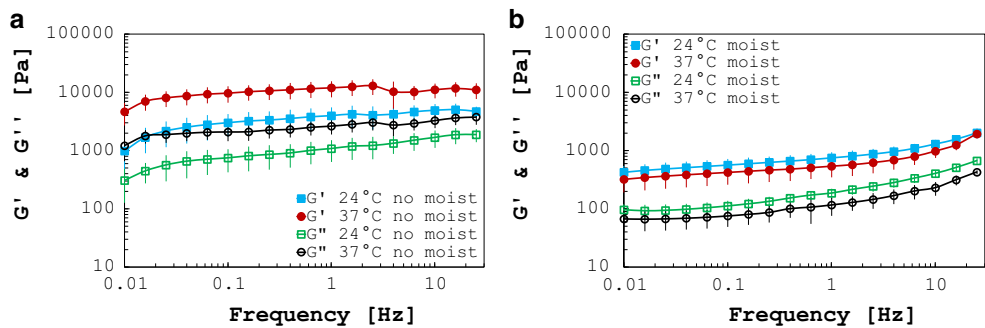 a
G' & G'' [Pa]
100000
10000
1000
100
10
G' 24°C no moist
G' 37°C no moist
G" 24°C no moist
G" 37°C no moist
0.01
0.1
1
10
Frequency [Hz]
b
G' & G'' [Pa]
100000
10000
1000
100
10
G' 24°C moist
G' 37°C moist
G" 24°C moist
G" 37°C moist
0.01
0.1
1
10
Frequency [Hz]